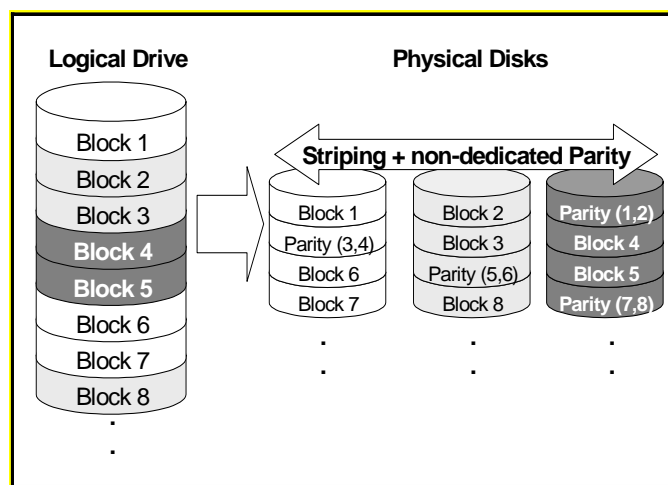 Logical Drive
Physical Disks
Block 1
Block 2
Block 3
Block 4
Block 5
Block 6
Block 7
Block 8
.
.
Striping + non-dedicated Parity
Block 1
Parity (3,4)
Block 6
Block 7
.
.
Block 2
Block 3
Parity (5,6)
Block 8
.
.
Parity (1,2)
Block 4
Block 5
Parity (7,8)
.
.